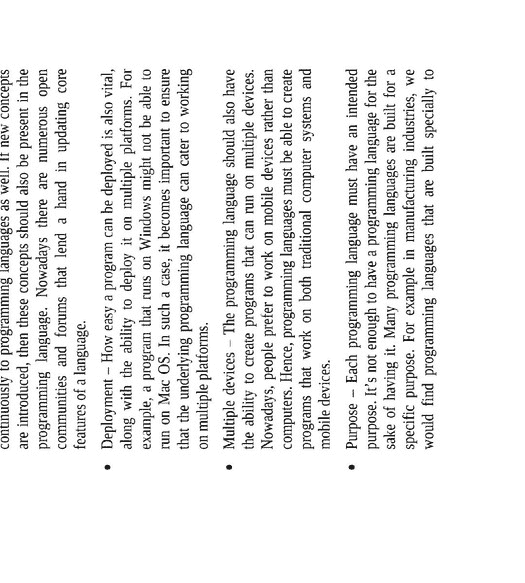 continuously to programming languages as well. If new concepts
are introduced, then these concepts should also be present in the
programming language. Nowadays there are numerous open
communities and forums that lend a hand in updating core
features of a language.
• Deployment – How easy a program can be deployed is also vital,
along with the ability to deploy it on multiple platforms. For
example, a program that runs on Windows might not be able to
run on Mac OS. In such a case, it becomes important to ensure
that the underlying programming language can cater to working
on multiple platforms.
• Multiple devices – The programming language should also have
the ability to create programs that can run on multiple devices.
Nowadays, people prefer to work on mobile devices rather than
computers. Hence, programming languages must be able to create
programs that work on both traditional computer systems and
mobile devices.
• Purpose – Each programming language must have an intended
purpose. It’s not enough to have a programming language for the
sake of having it. Many programming languages are built for a
specific purpose. For example in manufacturing industries, we
would find programming languages that are built specially to